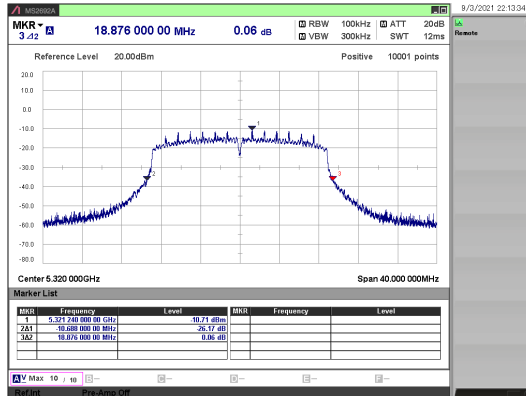 MS2692A
9/3/2021 22:13:34
MKR
3 Δ2 A
18.876 000 00 MHz
0.06 dB
RBW 100kHz
ATT 20dB
VBW 300kHz
SWT 12ms
Remote
Reference Level 20.00dBm
Positive 10001 points
20.0
10.0
0.0
1
-10.0
-20.0
-30.0
2
3
-40.0
-50.0
-60.0
-70.0
-80.0
Center 5.320 000GHz
Span 40.000 000MHz
Marker List
MKR Frequency Level MKR Frequency Level
1 5.321 240 000 00 GHz -10.71 dBm
2Δ1 -10.688 000 00 MHz -26.17 dB
3Δ2 18.876 000 00 MHz 0.06 dB
A V Max 10 / 10 B-- C-- D-- E-- F--
Ref.Int Pre-Amp Off